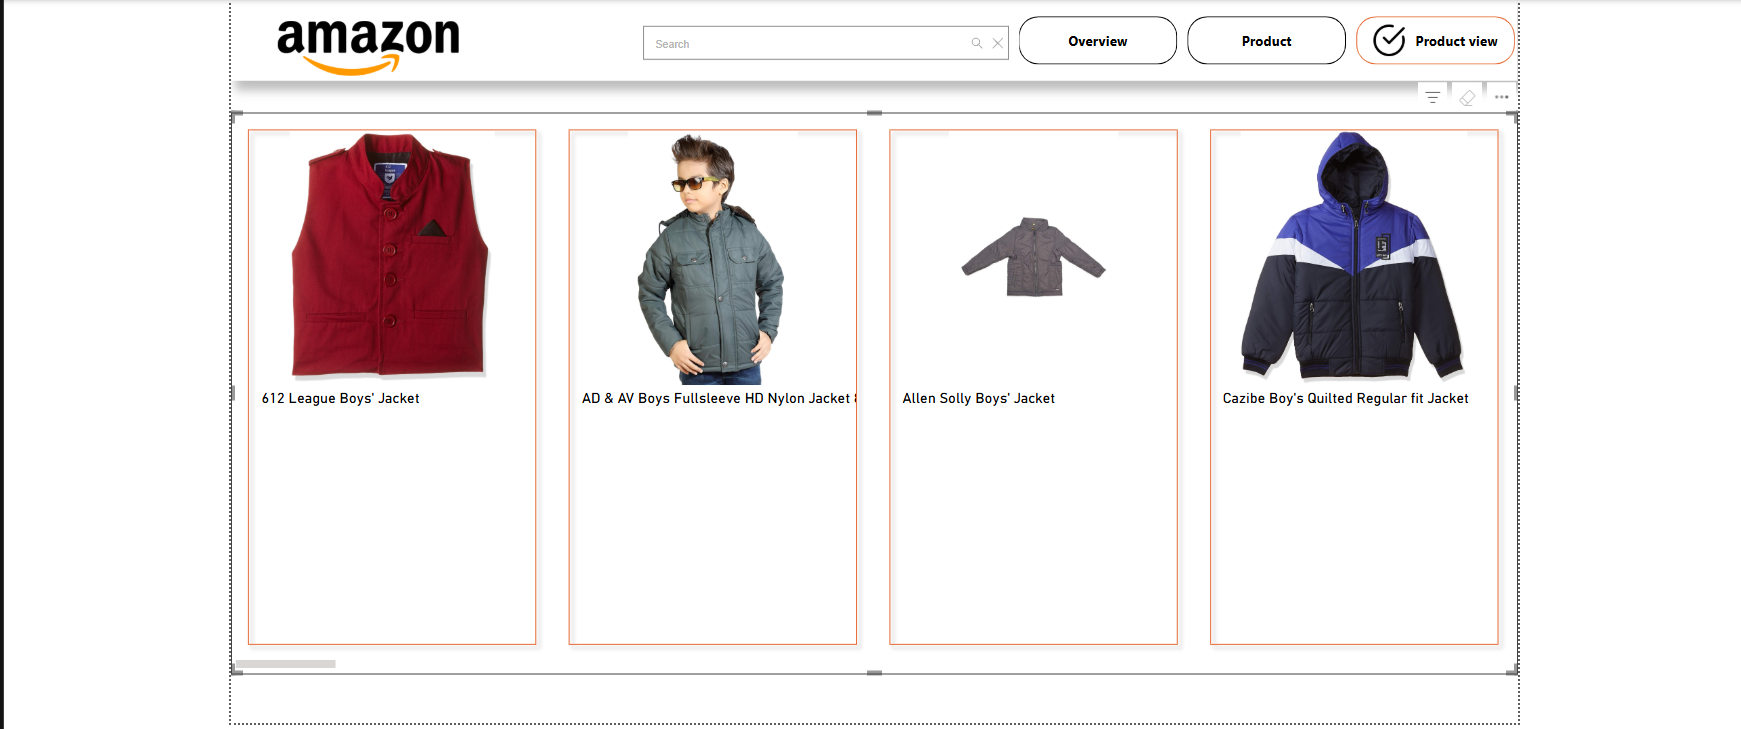 amazon
Search
Overview
Product
Product view
612 League Boys' Jacket
AD & AV Boys Fullsleeve HD Nylon Jacket
Allen Solly Boys' Jacket
Cazibe Boy's Quilted Regular fit Jacket